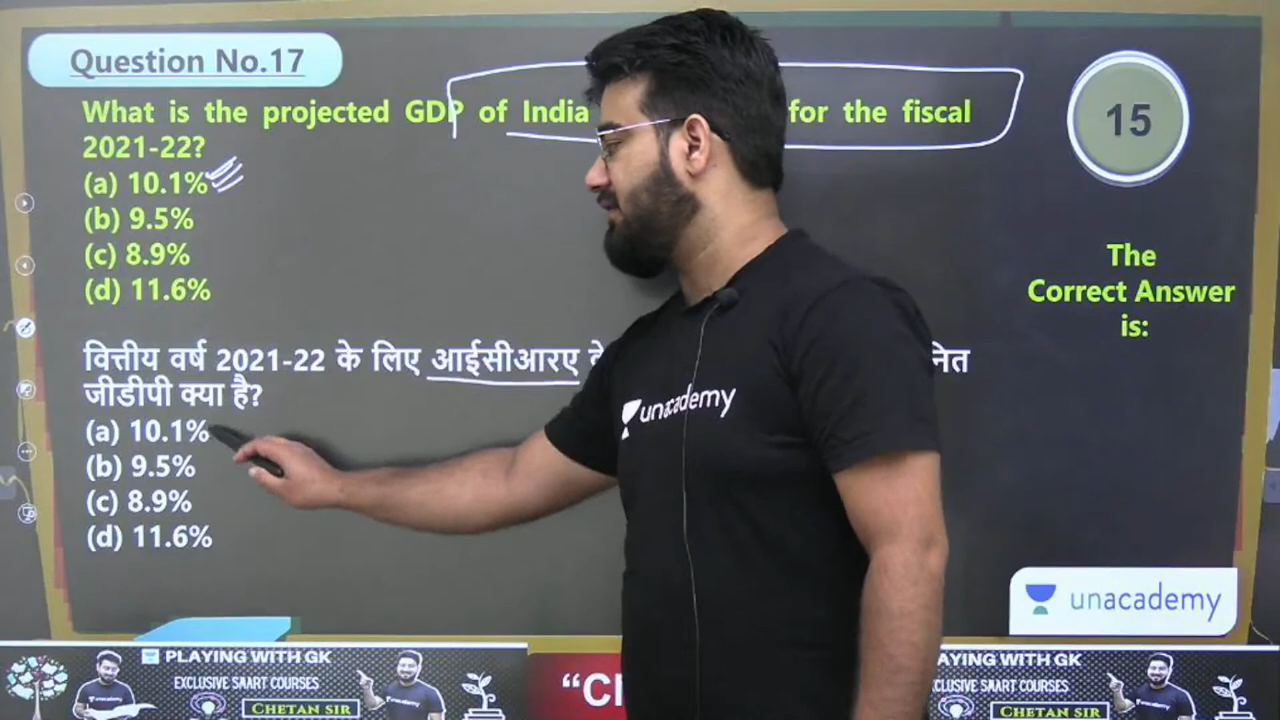 Question No.17
What is the projected GDP of India for the fiscal
2021-22?
(a) 10.1%
(b) 9.5%
(c) 8.9%
(d) 11.6%
वित्तीय वर्ष 2021-22 के लिए आईसीआरए
जीडीपी क्या है?
(a) 10.1%
(b) 9.5%
(c) 8.9%
(d) 11.6%
15
The
Correct Answer
is:
unacademy
unacademy
PLAYING WITH GK
EXCLUSIVE SMART COURSES
CHETAN SIR
AYING WITH GK
CLUSIVE SMART COURSES
CHETAN SIR